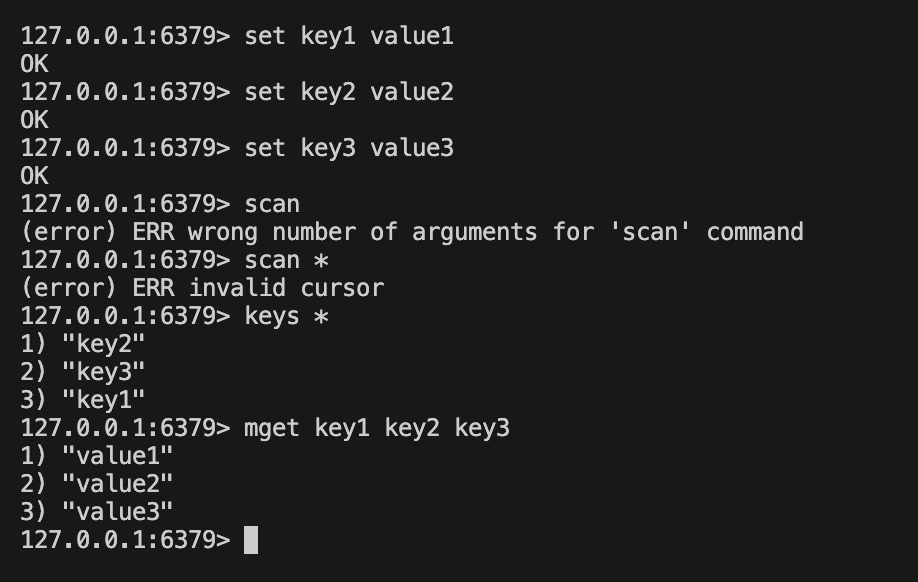 127.0.0.1:6379> set key1 value1
OK
127.0.0.1:6379> set key2 value2
OK
127.0.0.1:6379> set key3 value3
OK
127.0.0.1:6379> scan
(error) ERR wrong number of arguments for 'scan' command
127.0.0.1:6379> scan *
(error) ERR invalid cursor
127.0.0.1:6379> keys *
1) "key2"
2) "key3"
3) "key1"
127.0.0.1:6379> mget key1 key2 key3
1) "value1"
2) "value2"
3) "value3"
127.0.0.1:6379>